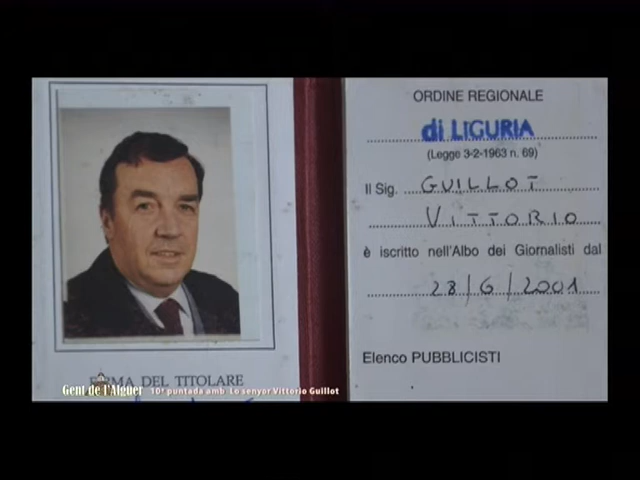 ORDINE REGIONALE
di LIGURIA
(Legge 3-2-1963 n. 69)
Il Sig. GUILLOT
VITTORIO
è iscritto nell'Albo dei Giornalisti dal
28/6/2001
Elenco PUBBLICISTI
FIRMA DEL TITOLARE
Gent de l'Alguer 10ª puntada amb Lo senyor Vittorio Guillot